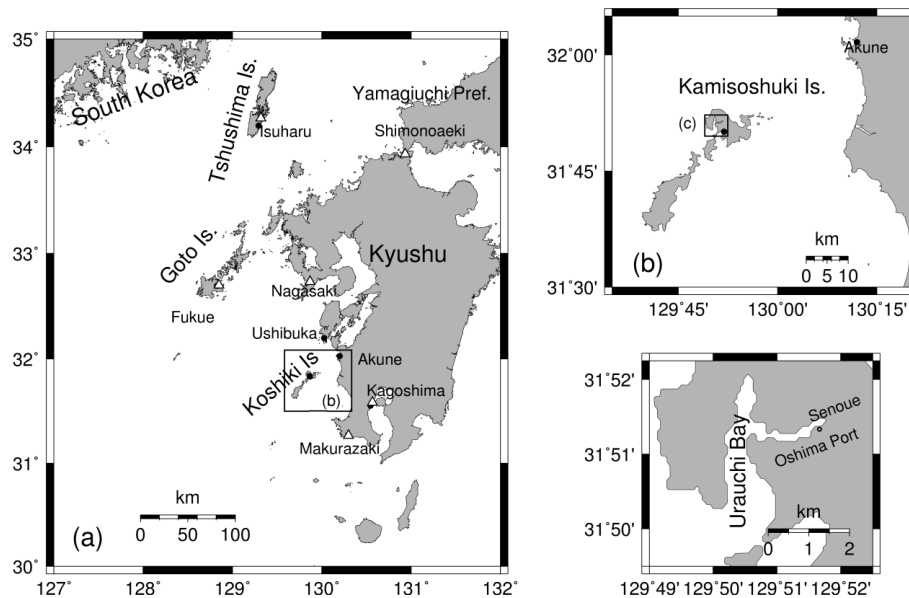 35˚
34˚
33˚
32˚
31˚
30˚
127˚
128˚
129˚
130˚
131˚
132˚
South Korea
Tshushima Is.
Isuharu
Yamagiuchi Pref.
Shimonoaeki
Goto Is.
Fukue
Kyushu
Nagasaki
Ushibuka
Koshiki Is
Akune
(b)
Kagoshima
Makurazaki
(a)
km
0 50 100
32˚00'
31˚45'
31˚30'
129˚45'
130˚00'
130˚15'
Akune
Kamisoshuki Is.
(c)
(b)
km
0 5 10
31˚52'
31˚51'
31˚50'
129˚49'
129˚50'
129˚51'
129˚52'
Urauchi Bay
Senoue
Oshima Port
km
0 1 2